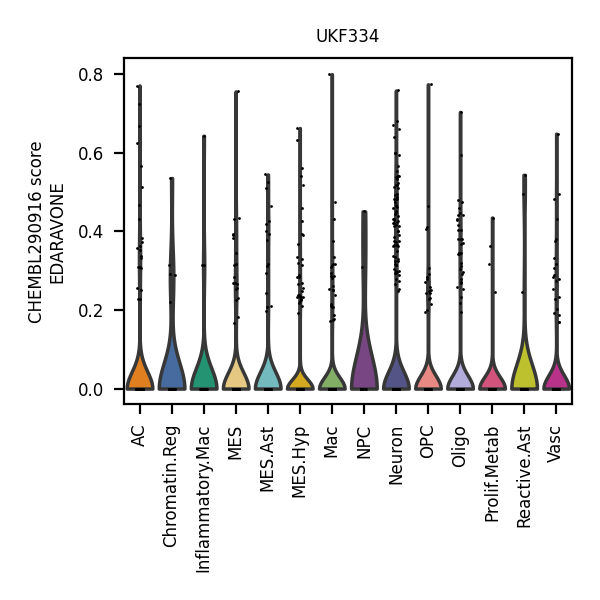 UKF334
CHEMBL290916 score
EDARAVONE
0.8
0.6
0.4
0.2
0.0
AC
Chromatin.Reg
Inflammatory.Mac
MES
MES.Ast
MES.Hyp
Mac
NPC
Neuron
OPC
Oligo
Prolif.Metab
Reactive.Ast
Vasc